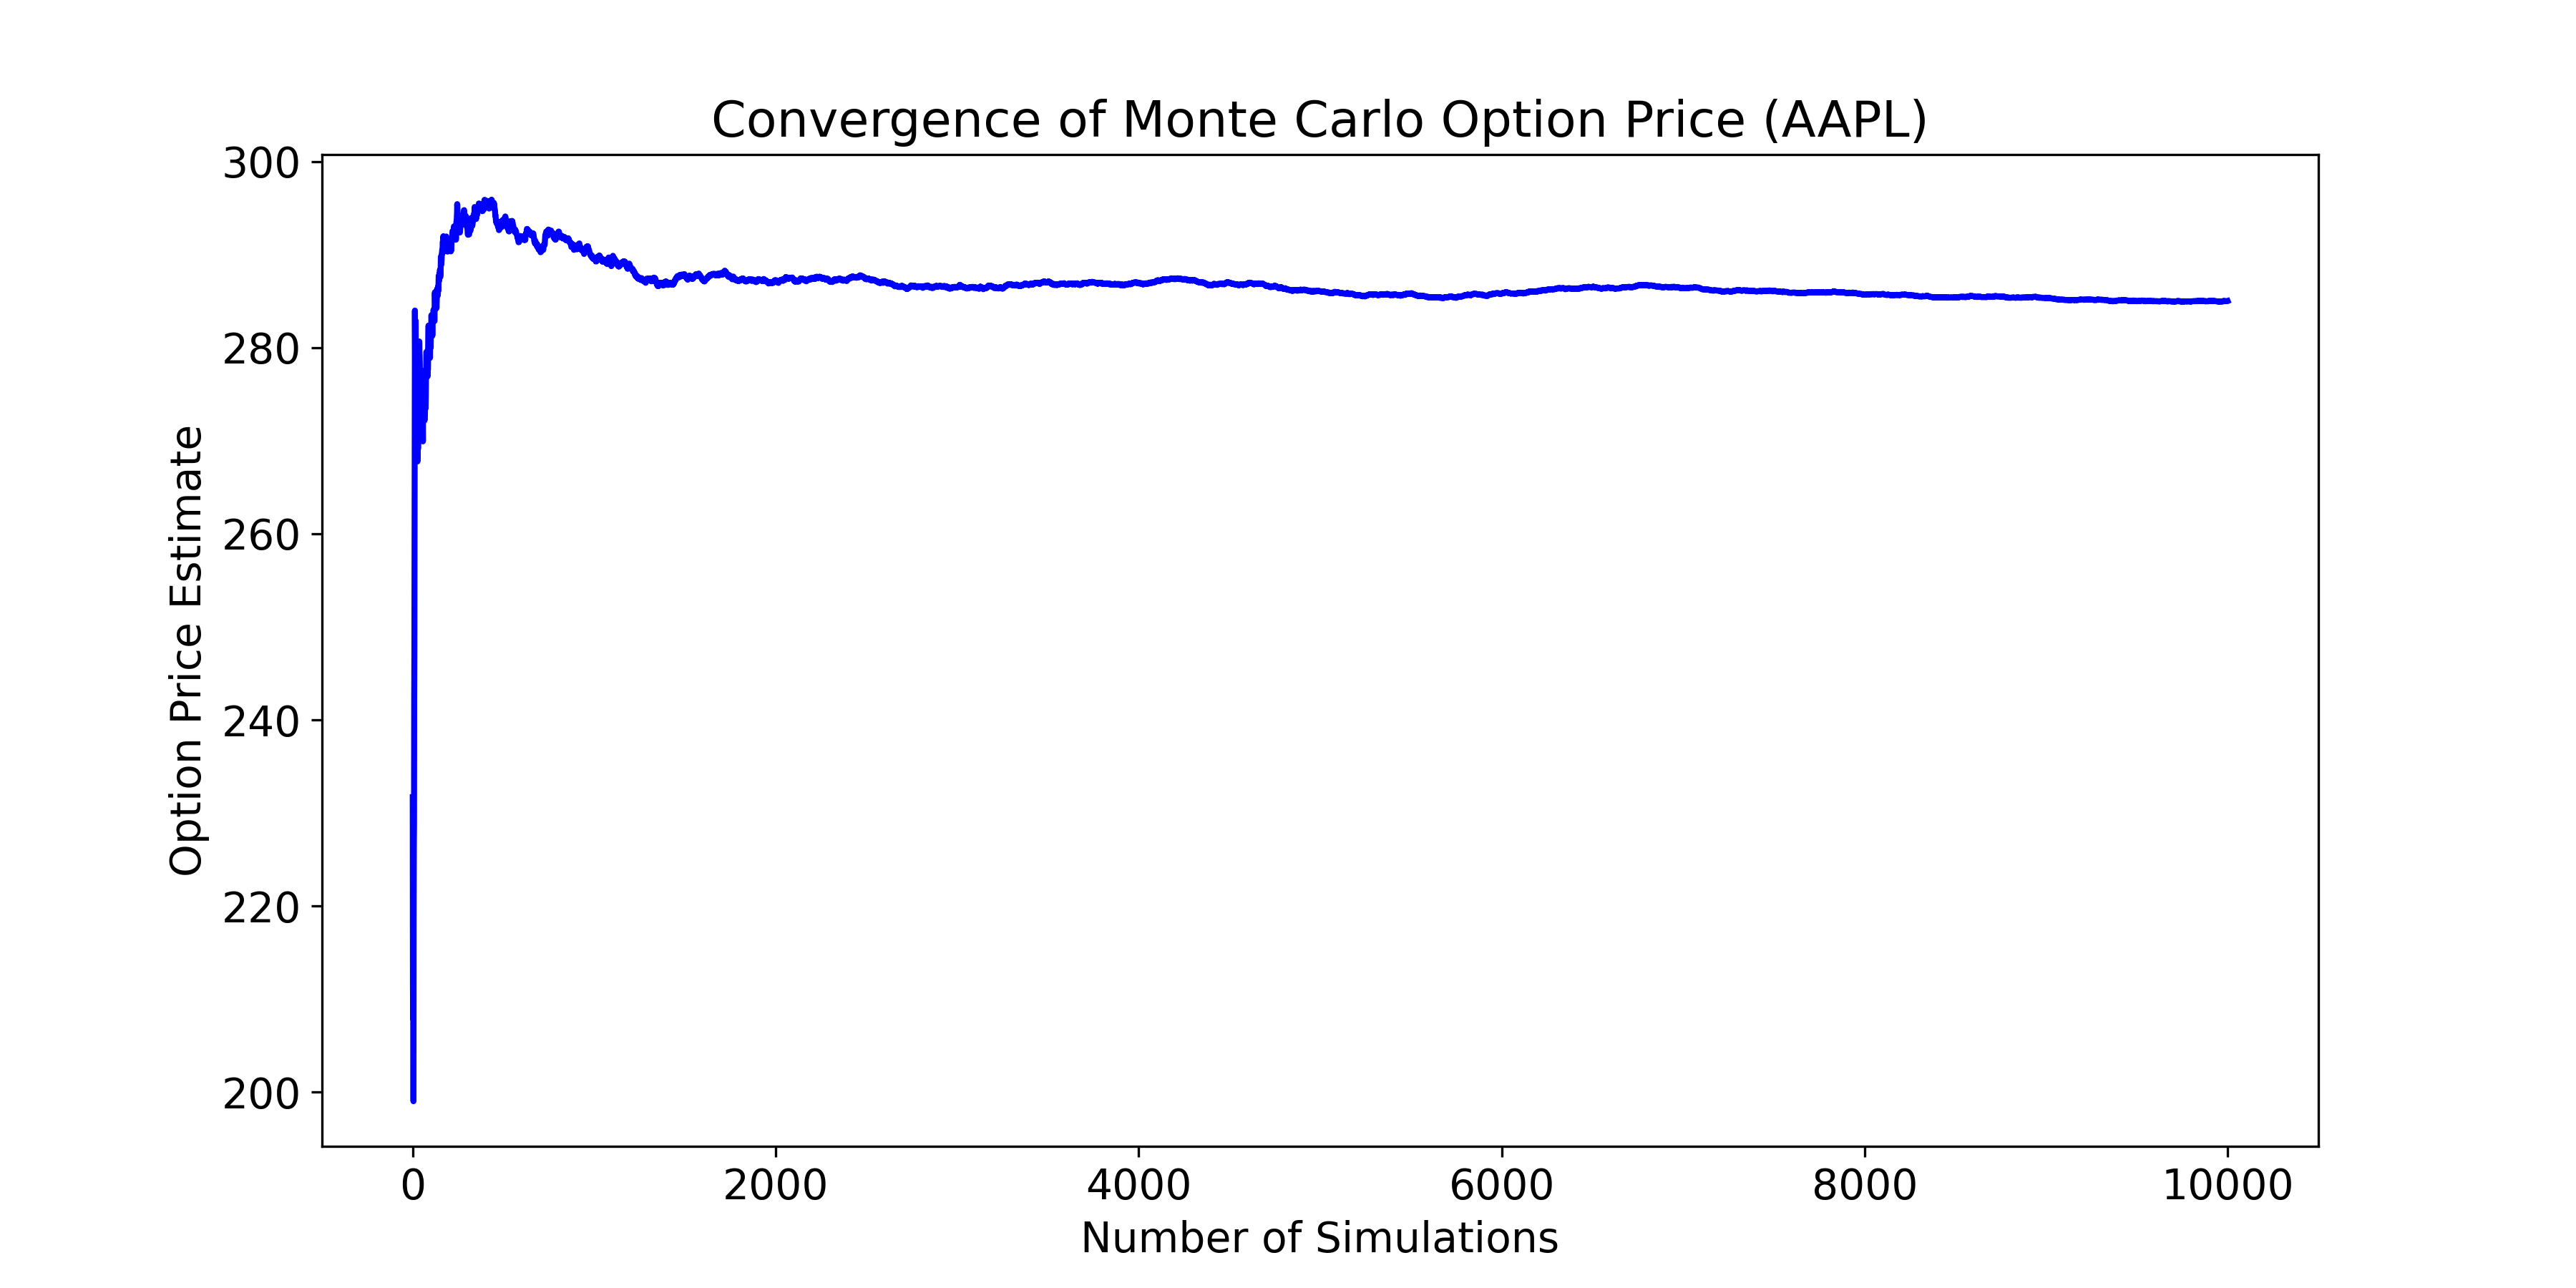 Convergence of Monte Carlo Option Price (AAPL)
300
280
260
240
220
200
Option Price Estimate
0 2000 4000 6000 8000 10000
Number of Simulations